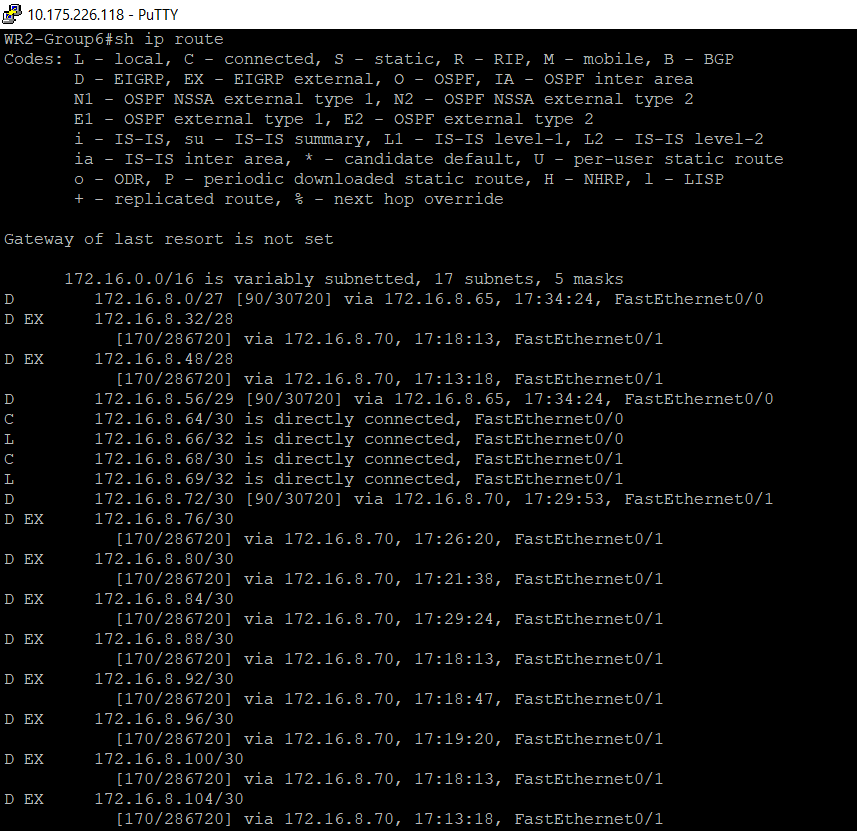 10.175.226.118 - PuTTY
WR2-Group6#sh ip route
Codes: L - local, C - connected, S - static, R - RIP, M - mobile, B - BGP
       D - EIGRP, EX - EIGRP external, O - OSPF, IA - OSPF inter area
       N1 - OSPF NSSA external type 1, N2 - OSPF NSSA external type 2
       E1 - OSPF external type 1, E2 - OSPF external type 2
       i - IS-IS, su - IS-IS summary, L1 - IS-IS level-1, L2 - IS-IS level-2
       ia - IS-IS inter area, * - candidate default, U - per-user static route
       o - ODR, P - periodic downloaded static route, H - NHRP, l - LISP
       + - replicated route, % - next hop override

Gateway of last resort is not set

      172.16.0.0/16 is variably subnetted, 17 subnets, 5 masks
D        172.16.8.0/27 [90/30720] via 172.16.8.65, 17:34:24, FastEthernet0/0
D EX     172.16.8.32/28
           [170/286720] via 172.16.8.70, 17:18:13, FastEthernet0/1
D EX     172.16.8.48/28
           [170/286720] via 172.16.8.70, 17:13:18, FastEthernet0/1
D        172.16.8.56/29 [90/30720] via 172.16.8.65, 17:34:24, FastEthernet0/0
C        172.16.8.64/30 is directly connected, FastEthernet0/0
L        172.16.8.66/32 is directly connected, FastEthernet0/0
C        172.16.8.68/30 is directly connected, FastEthernet0/1
L        172.16.8.69/32 is directly connected, FastEthernet0/1
D        172.16.8.72/30 [90/30720] via 172.16.8.70, 17:29:53, FastEthernet0/1
D EX     172.16.8.76/30
           [170/286720] via 172.16.8.70, 17:26:20, FastEthernet0/1
D EX     172.16.8.80/30
           [170/286720] via 172.16.8.70, 17:21:38, FastEthernet0/1
D EX     172.16.8.84/30
           [170/286720] via 172.16.8.70, 17:29:24, FastEthernet0/1
D EX     172.16.8.88/30
           [170/286720] via 172.16.8.70, 17:18:13, FastEthernet0/1
D EX     172.16.8.92/30
           [170/286720] via 172.16.8.70, 17:18:47, FastEthernet0/1
D EX     172.16.8.96/30
           [170/286720] via 172.16.8.70, 17:19:20, FastEthernet0/1
D EX     172.16.8.100/30
           [170/286720] via 172.16.8.70, 17:18:13, FastEthernet0/1
D EX     172.16.8.104/30
           [170/286720] via 172.16.8.70, 17:13:18, FastEthernet0/1